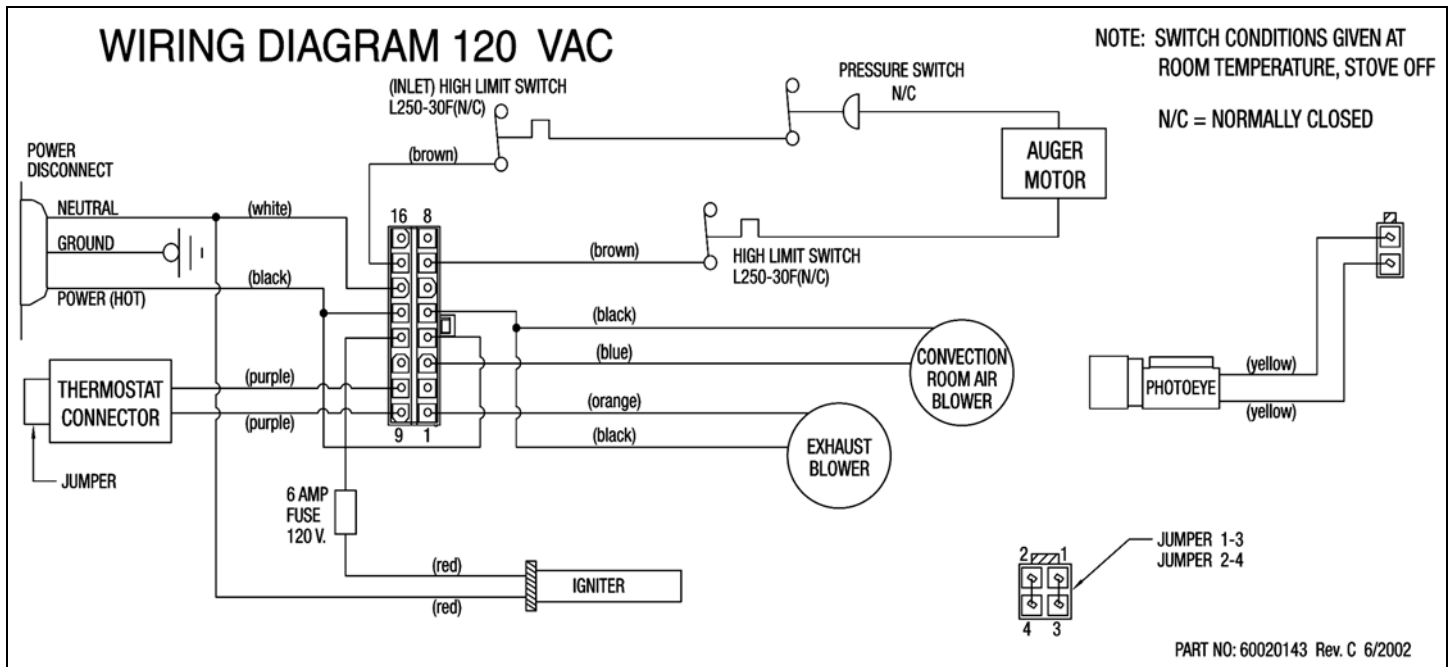 WIRING DIAGRAM 120 VAC
NOTE: SWITCH CONDITIONS GIVEN AT
ROOM TEMPERATURE, STOVE OFF
N/C = NORMALLY CLOSED
(INLET) HIGH LIMIT SWITCH
L250-30F(N/C)
PRESSURE SWITCH
N/C
(brown)
AUGER
MOTOR
POWER
DISCONNECT
NEUTRAL
(white)
GROUND
(black)
POWER (HOT)
16 8
(brown)
HIGH LIMIT SWITCH
L250-30F(N/C)
(black)
(blue)
CONVECTION
ROOM AIR
BLOWER
THERMOSTAT
CONNECTOR
(purple)
(purple)
9 1
(orange)
(black)
EXHAUST
BLOWER
JUMPER
6 AMP
FUSE
120 V.
(red)
(red)
IGNITER
PHOTOEYE
(yellow)
(yellow)
2 1
4 3
JUMPER 1-3
JUMPER 2-4
PART NO: 60020143 Rev. C 6/2002